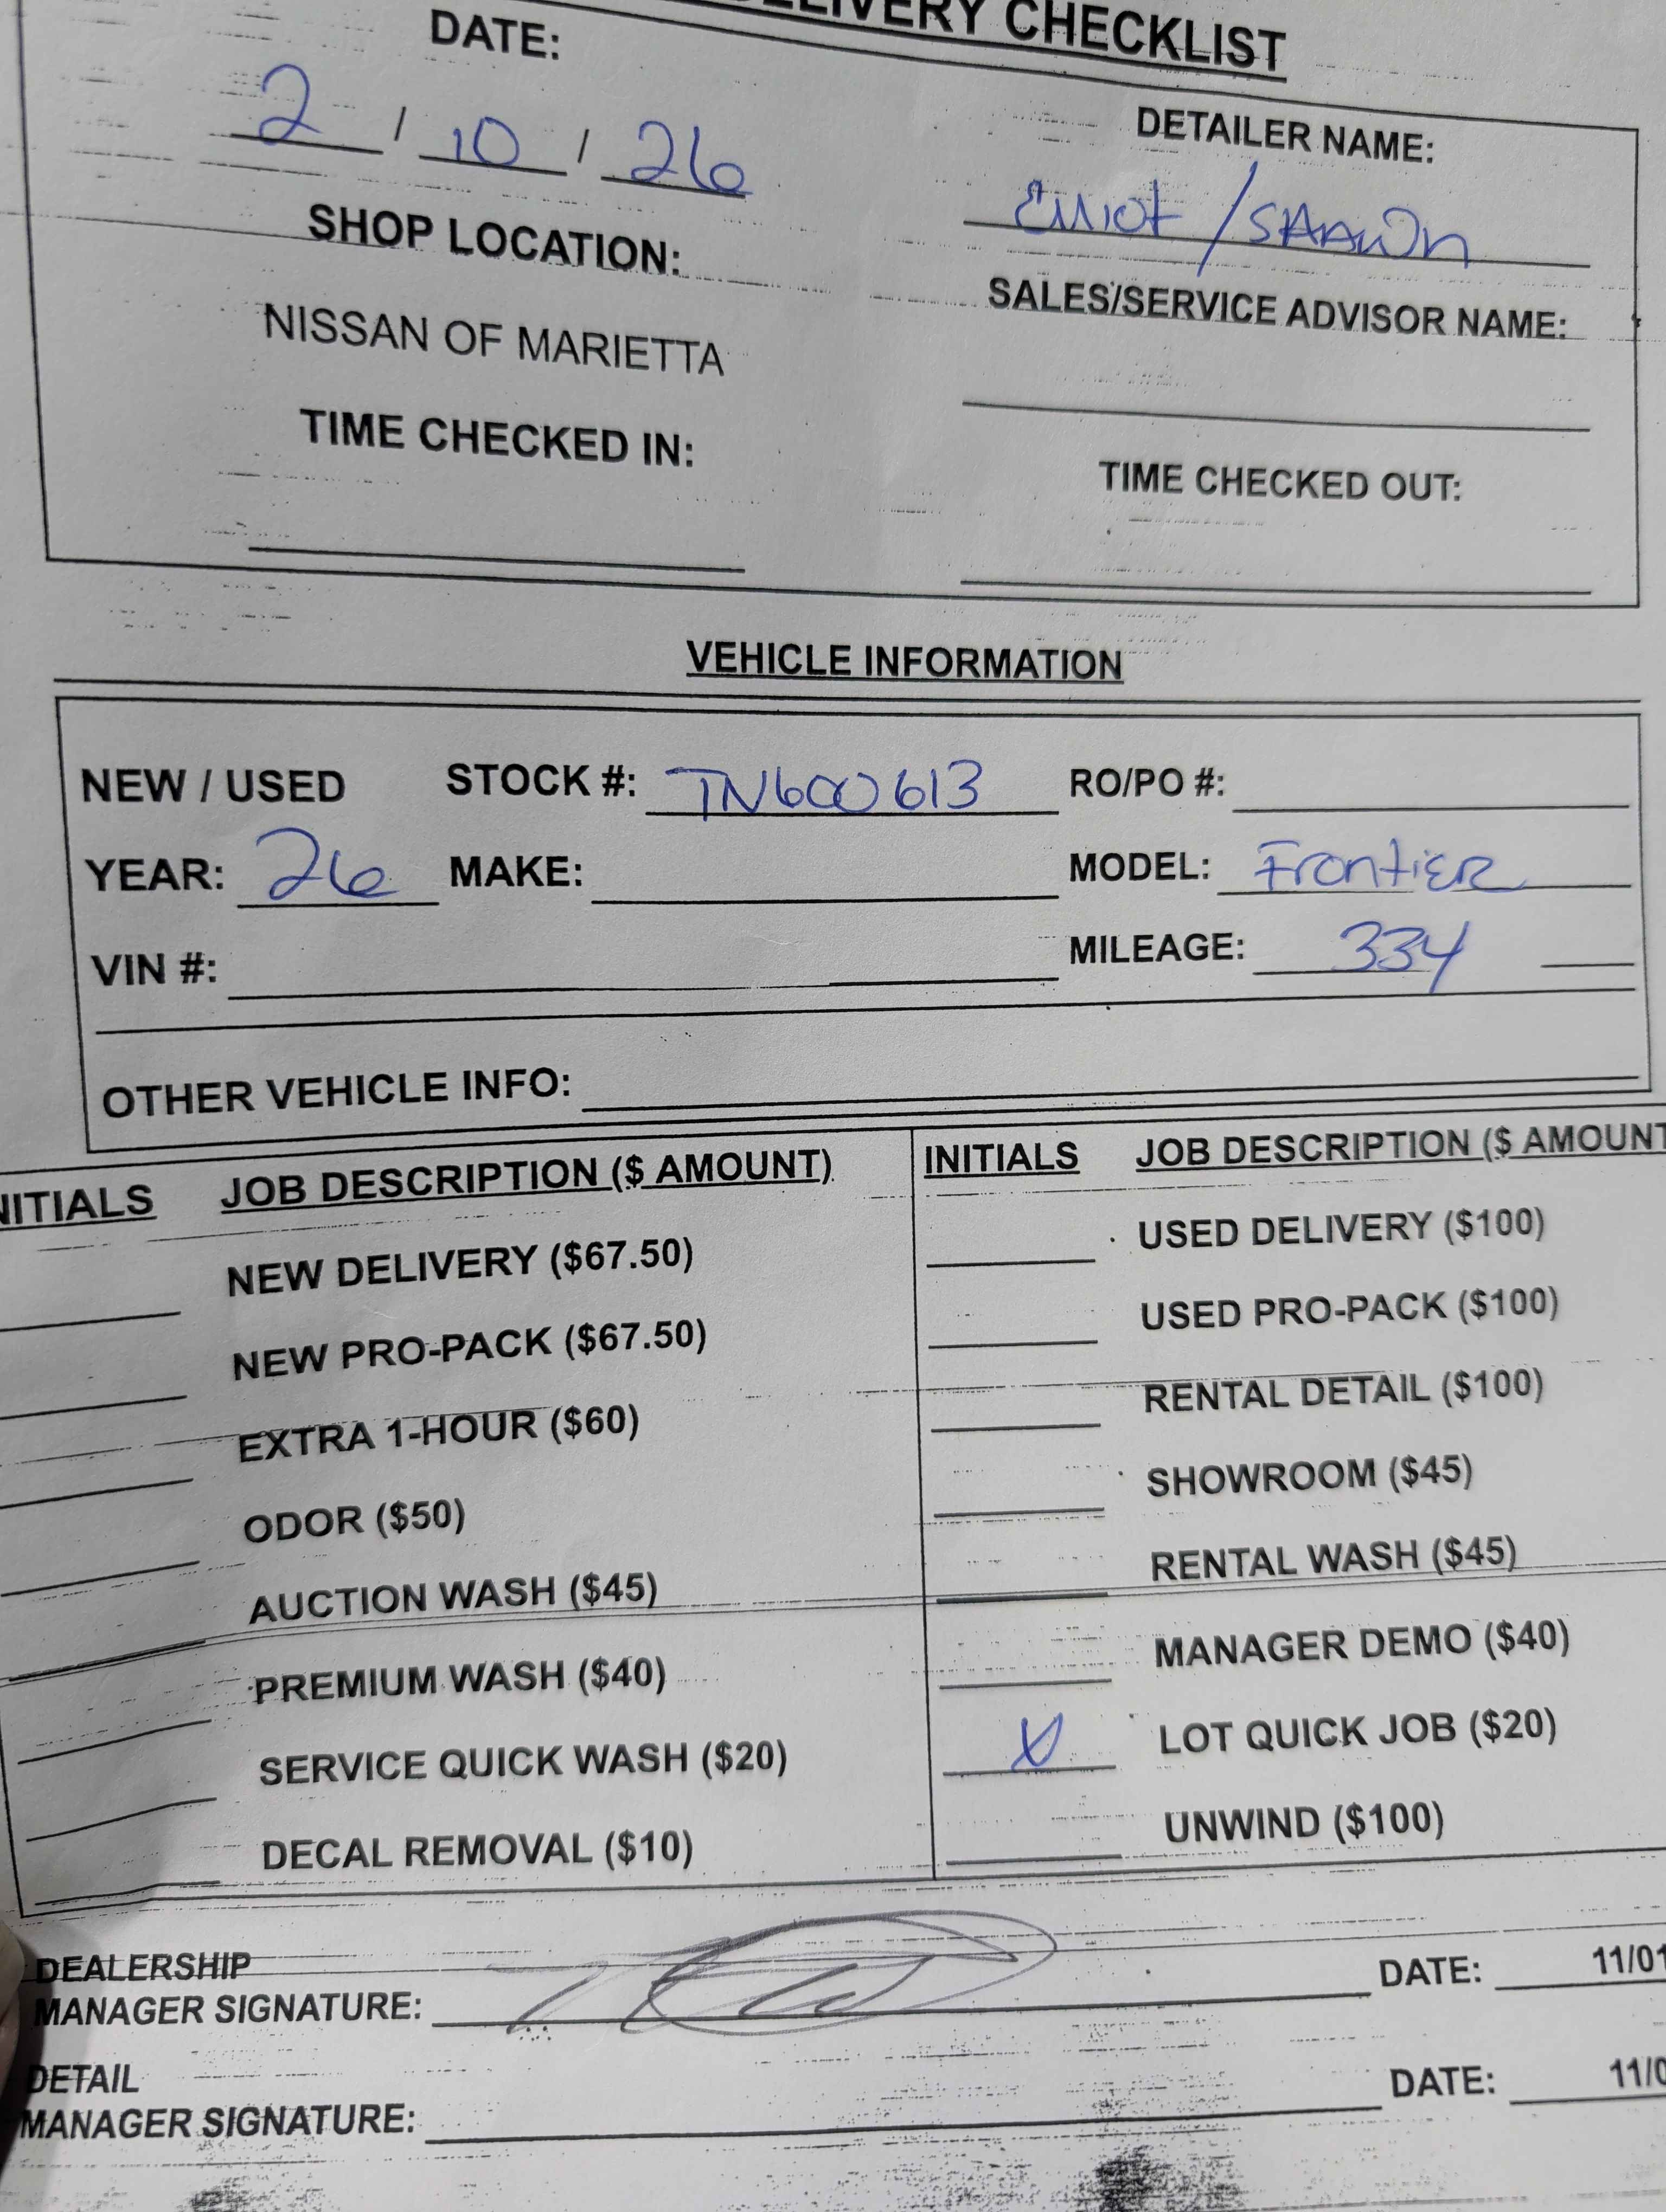 DELIVERY CHECKLIST
DATE:
2 / 10 / 26
DETAILER NAME:
Elliot / SHAWn
SHOP LOCATION:
NISSAN OF MARIETTA
SALES/SERVICE ADVISOR NAME:
TIME CHECKED IN:
TIME CHECKED OUT:
VEHICLE INFORMATION
NEW / USED STOCK #: TN600613 RO/PO #:
YEAR: 26 MAKE: MODEL: FrontiER
VIN #: MILEAGE: 334
OTHER VEHICLE INFO:
NITIALS JOB DESCRIPTION ($ AMOUNT) INITIALS JOB DESCRIPTION ($ AMOUNT
NEW DELIVERY ($67.50) USED DELIVERY ($100)
NEW PRO-PACK ($67.50) USED PRO-PACK ($100)
EXTRA 1-HOUR ($60) RENTAL DETAIL ($100)
ODOR ($50) SHOWROOM ($45)
AUCTION WASH ($45) RENTAL WASH ($45)
PREMIUM WASH ($40) MANAGER DEMO ($40)
SERVICE QUICK WASH ($20) X LOT QUICK JOB ($20)
DECAL REMOVAL ($10) UNWIND ($100)
DEALERSHIP
MANAGER SIGNATURE: DATE: 11/01
DETAIL
MANAGER SIGNATURE: DATE: 11/0